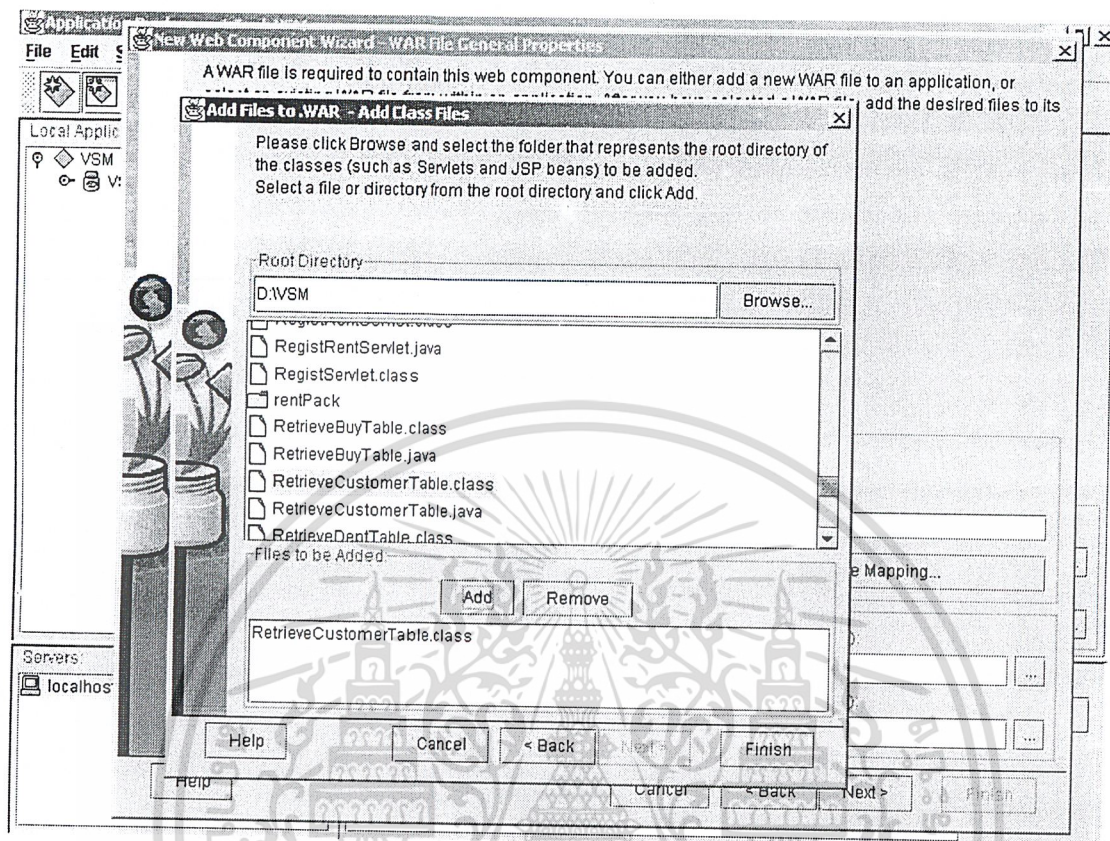 Application
File Edit S
New Web Component Wizard - WAR File General Properties
A WAR file is required to contain this web component. You can either add a new WAR file to an application, or
add the desired files to its
Local Applic
VSM
VS
Add Files to .WAR - Add Class Files
Please click Browse and select the folder that represents the root directory of
the classes (such as Servlets and JSP beans) to be added.
Select a file or directory from the root directory and click Add.
Root Directory
D:\VSM
Browse...
RegistRentServlet.class
RegistRentServlet.java
RegistServlet.class
rentPack
RetrieveBuyTable.class
RetrieveBuyTable.java
RetrieveCustomerTable.class
RetrieveCustomerTable.java
RetrieveDentTable.class
Files to be Added:
Add Remove
RetrieveCustomerTable.class
Help Cancel < Back Next > Finish
e Mapping...
...
...
Servers:
localhos
Help Cancel < Back Next > Finish